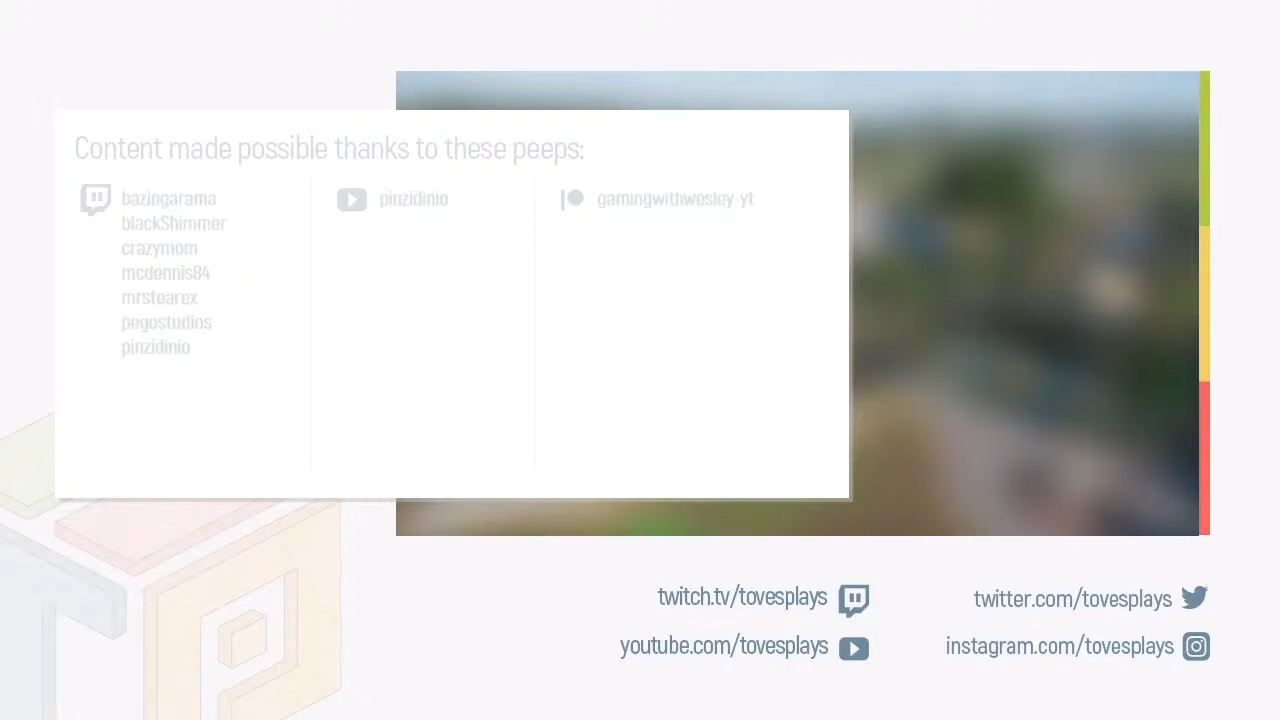 Content made possible thanks to these peeps:
bazingarama
blackShimmer
crazymom
mcdennis84
mrstearex
pegostudios
pinzidinio
pinzidinio
gamingwithwesley-yt
twitch.tv/tovesplays
twitter.com/tovesplays
youtube.com/tovesplays
instagram.com/tovesplays